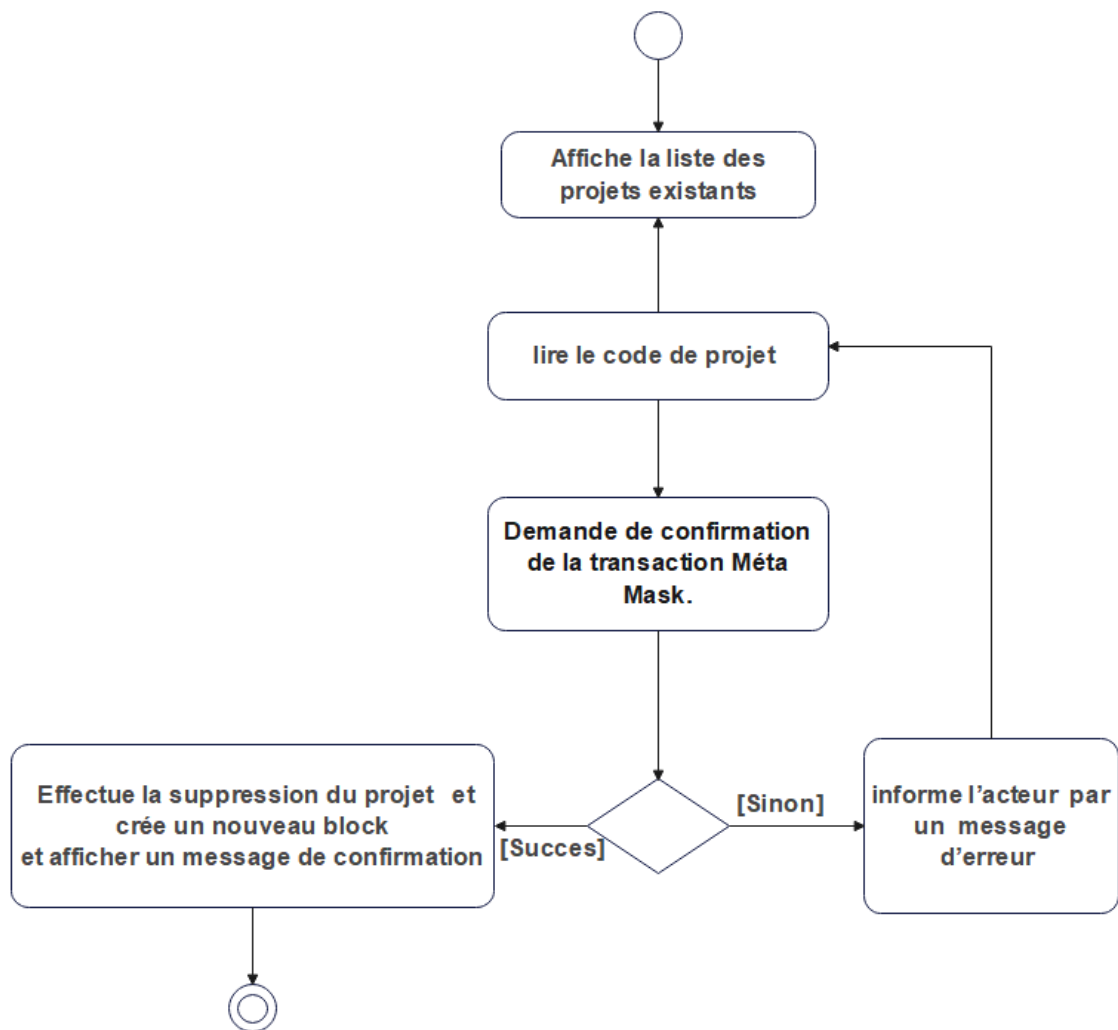 Affiche la liste des
projets existants
lire le code de projet
Demande de confirmation
de la transaction Méta
Mask.
[Sinon]
[Succes]
informe l’acteur par
un message
d’erreur
Effectue la suppression du projet et
crée un nouveau block
et afficher un message de confirmation